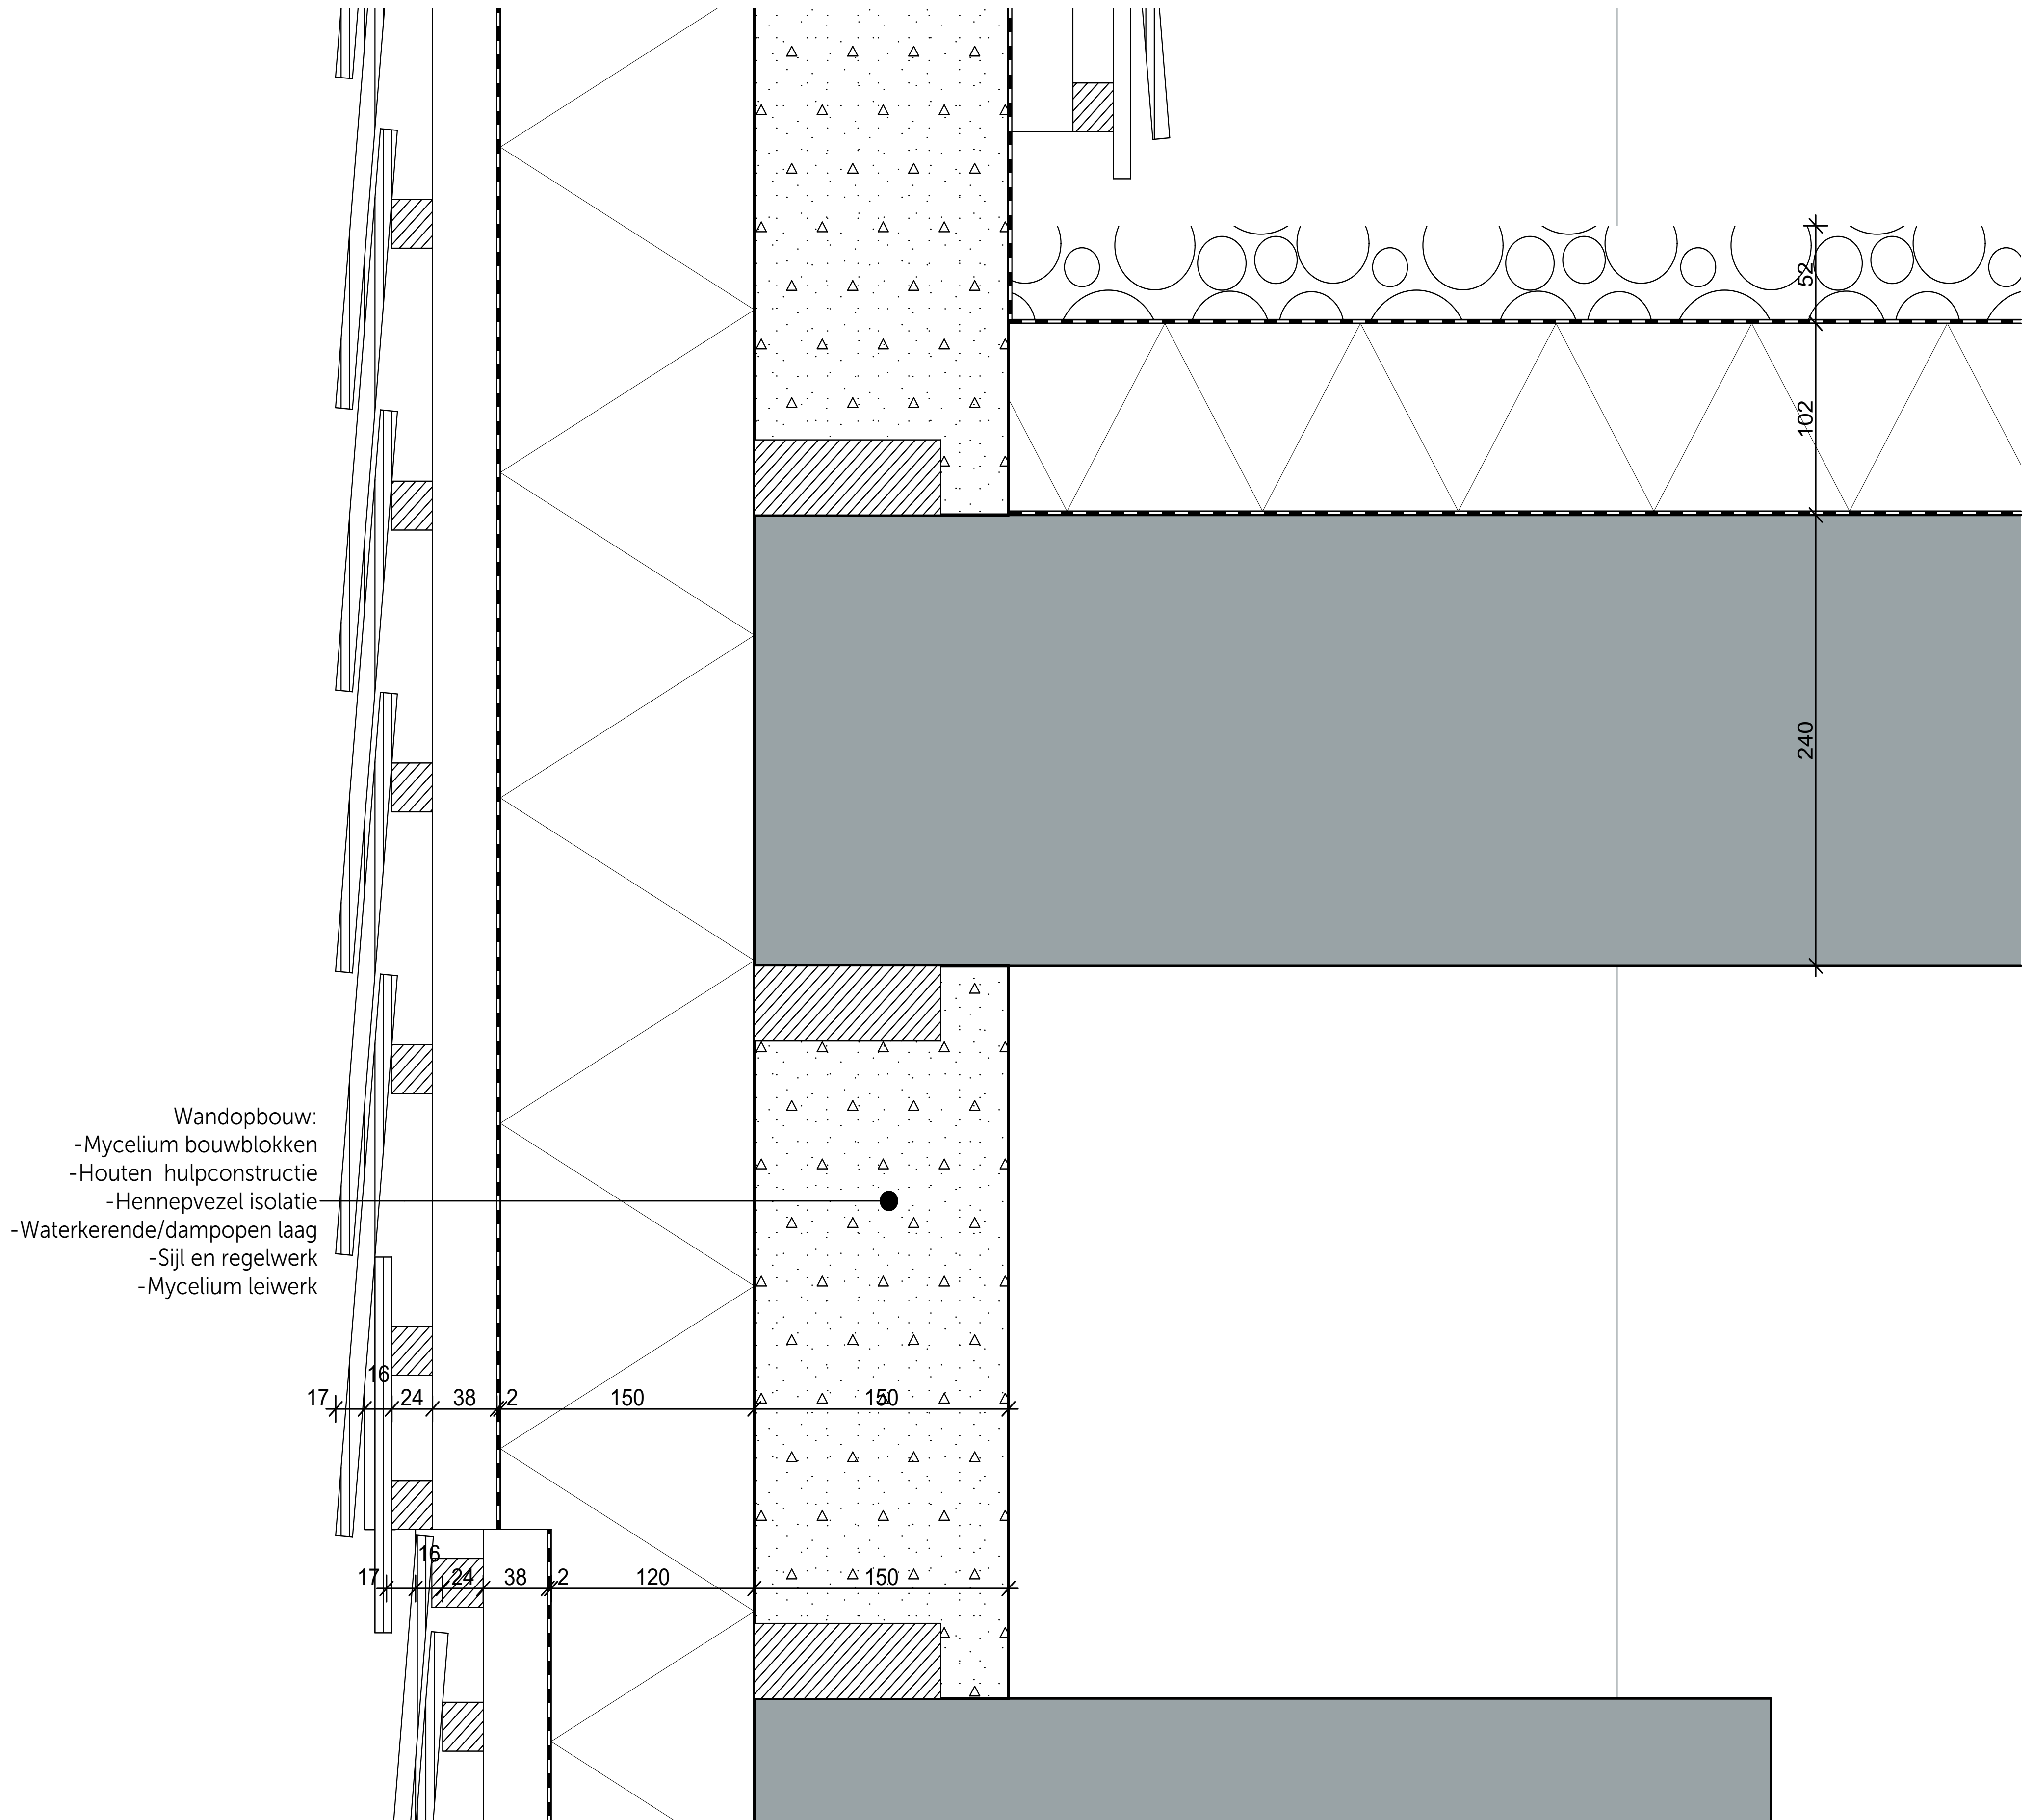 52
102
240
Wandopbouw:
-Mycelium bouwblokken
-Houten  hulpconstructie
-Hennepvezel isolatie
-Waterkerende/dampopen laag
-Sijl en regelwerk
-Mycelium leiwerk
16
17 24 38 2 150 150
16
17 24 38 2 120 150